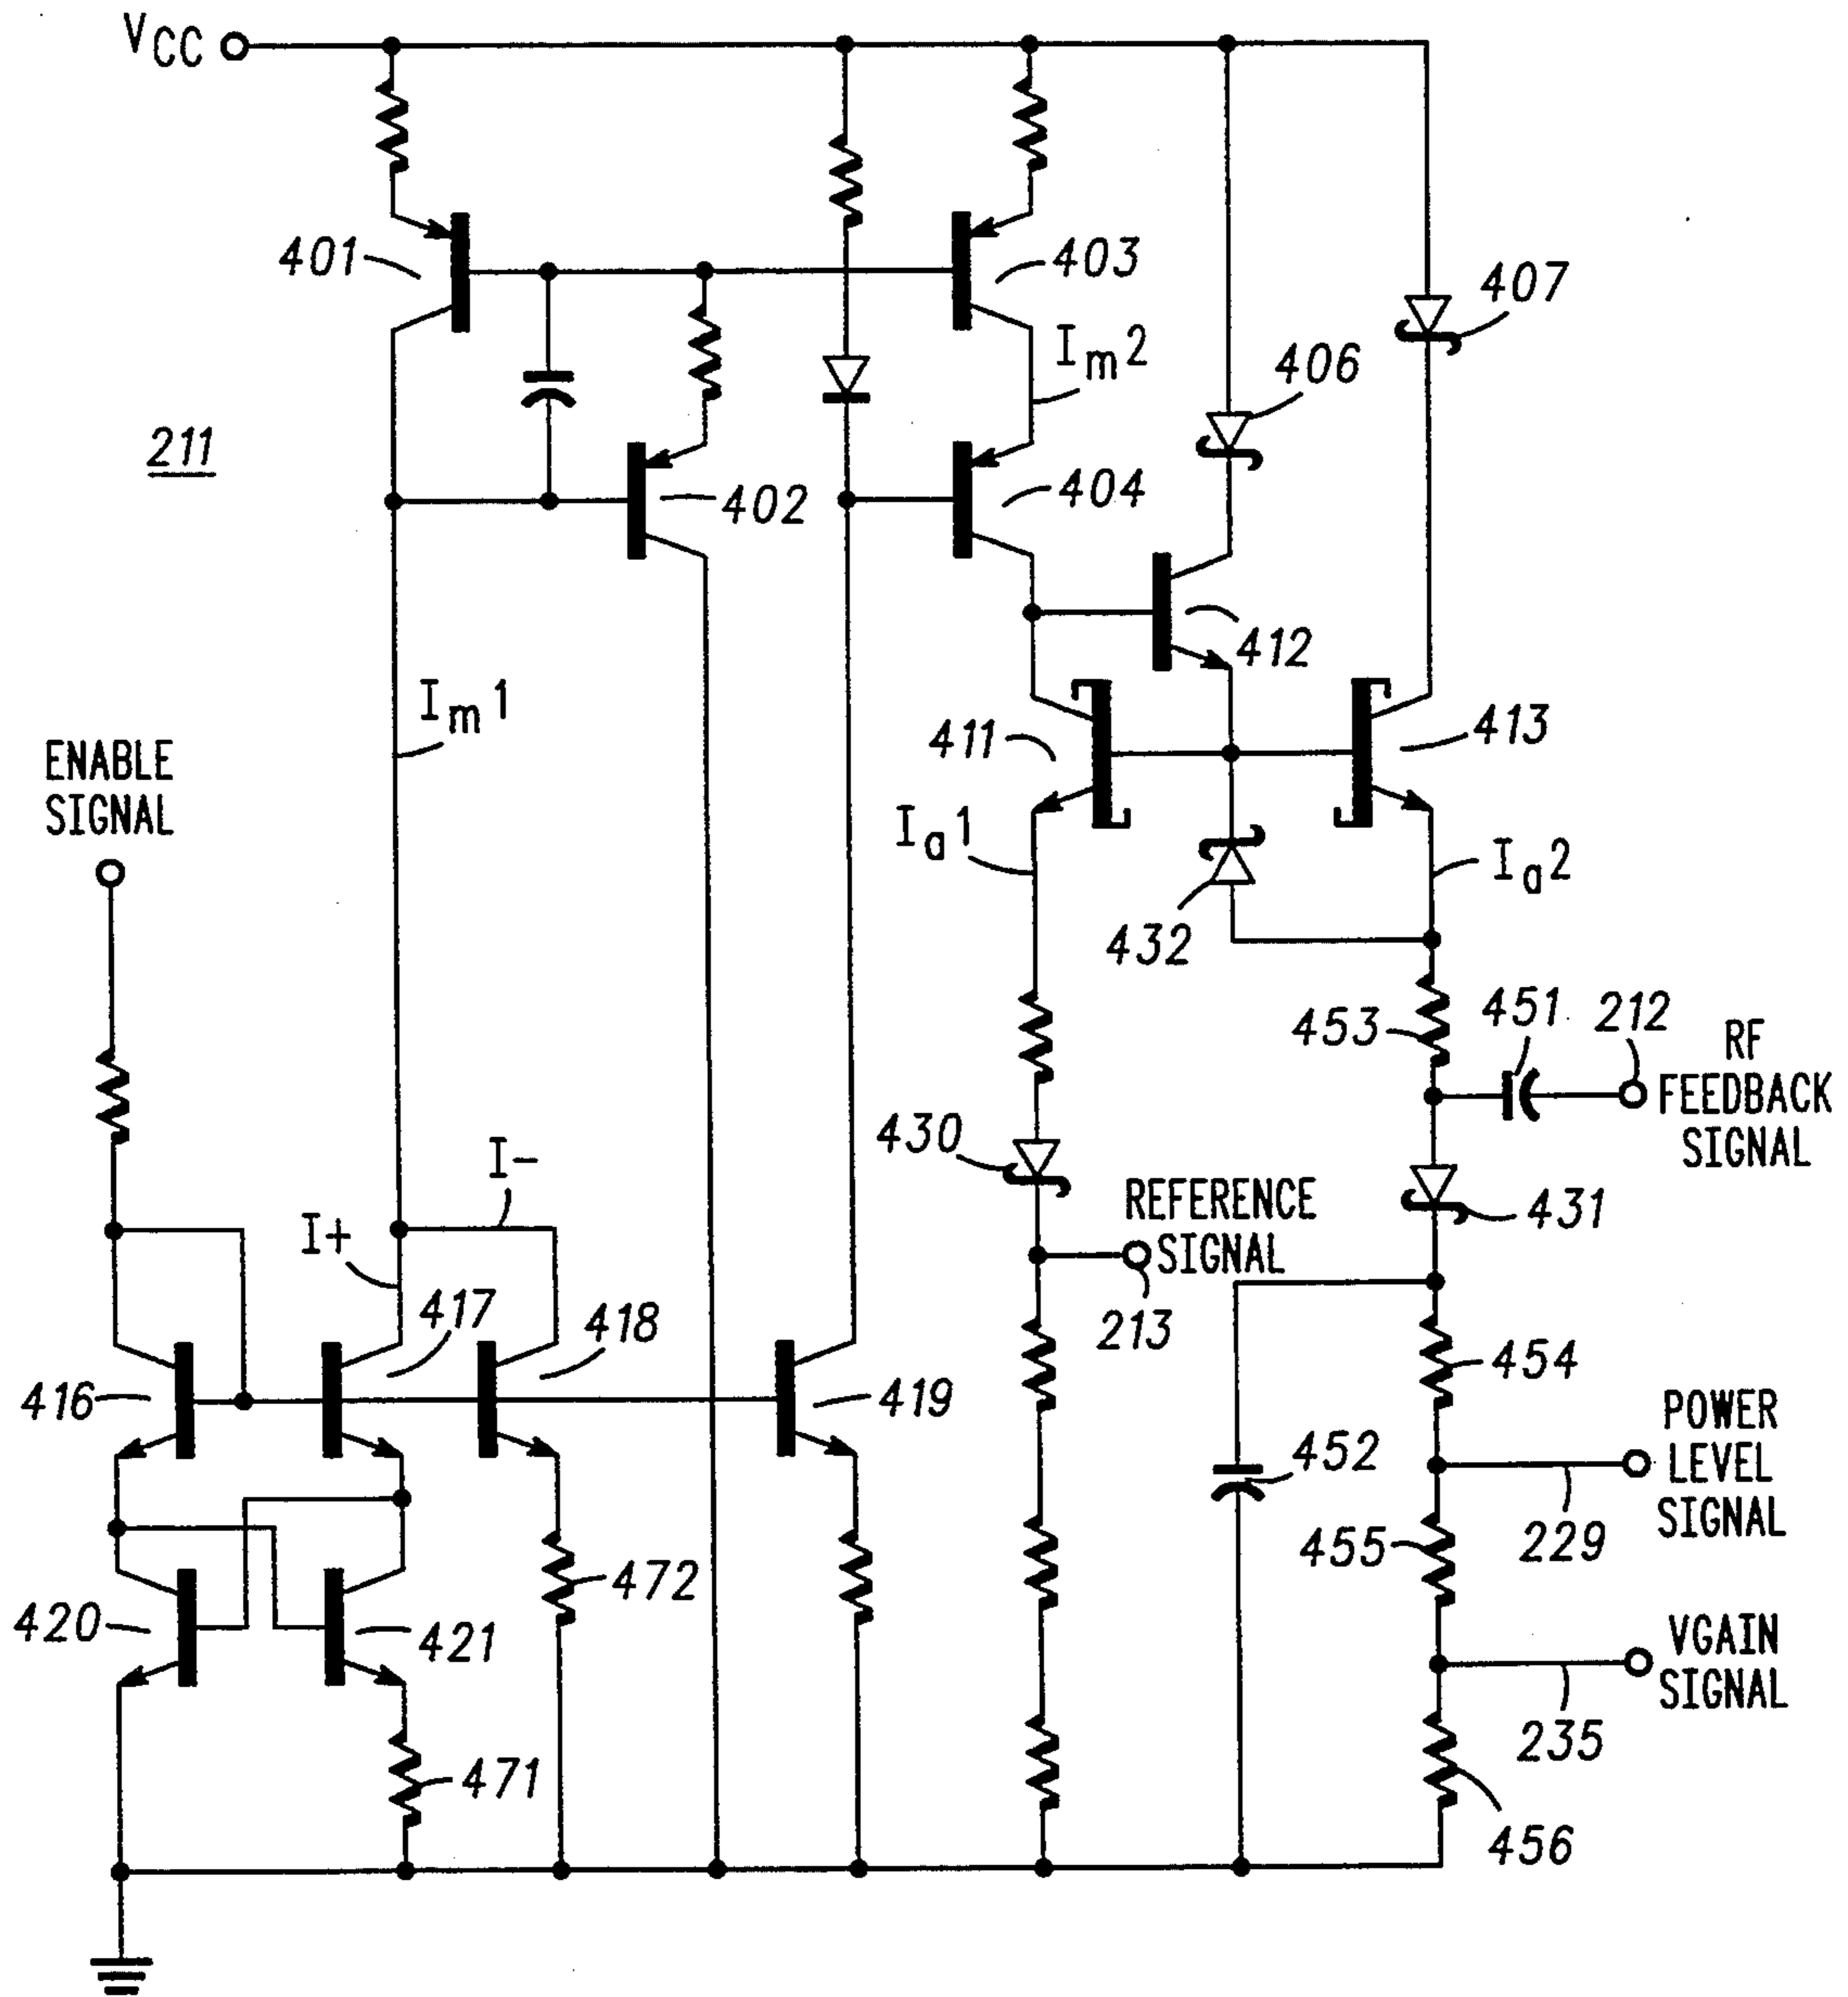 VCC
401
403
407
Im2
406
211
402
404
412
Im1
411
413
ENABLE
SIGNAL
Ia1
Ia2
432
453
451
212
RF
FEEDBACK
SIGNAL
430
I-
REFERENCE
SIGNAL
431
I+
417
418
213
454
416
419
POWER
LEVEL
SIGNAL
452
229
455
472
420
421
VGAIN
SIGNAL
235
471
456